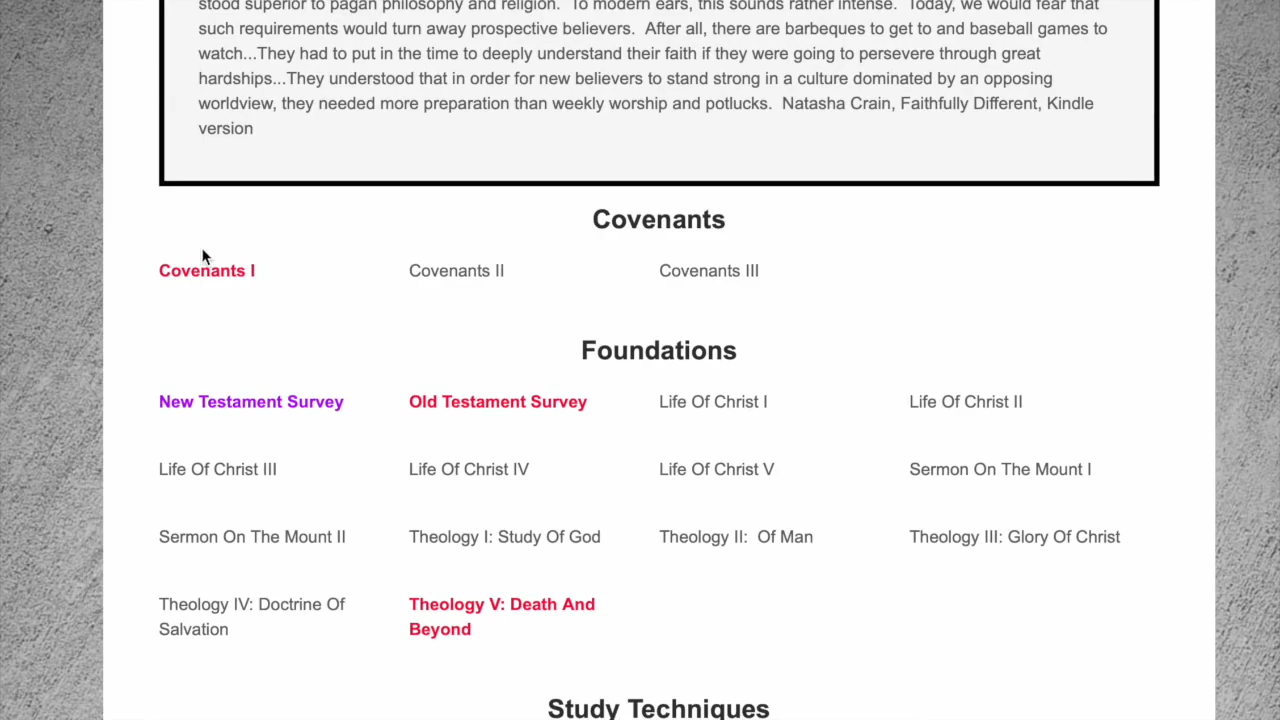 stood superior to pagan philosophy and religion.  To modern ears, this sounds rather intense.  Today, we would fear that
such requirements would turn away prospective believers.  After all, there are barbeques to get to and baseball games to
watch...They had to put in the time to deeply understand their faith if they were going to persevere through great
hardships...They understood that in order for new believers to stand strong in a culture dominated by an opposing
worldview, they needed more preparation than weekly worship and potlucks.  Natasha Crain, Faithfully Different, Kindle
version
Covenants
Covenants I
Covenants II
Covenants III
Foundations
New Testament Survey
Old Testament Survey
Life Of Christ I
Life Of Christ II
Life Of Christ III
Life Of Christ IV
Life Of Christ V
Sermon On The Mount I
Sermon On The Mount II
Theology I: Study Of God
Theology II:  Of Man
Theology III: Glory Of Christ
Theology IV: Doctrine Of
Salvation
Theology V: Death And
Beyond
Study Techniques